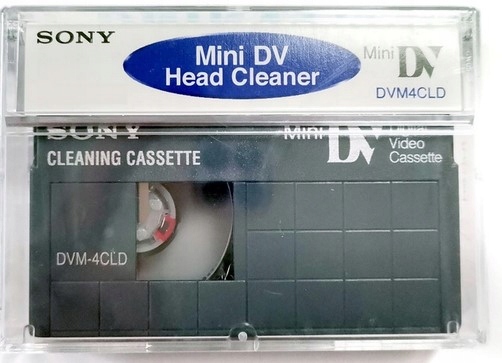 SONY
Mini DV
Head Cleaner
Mini DV
DVM4CLD
SONY
CLEANING CASSETTE
Mini DV
Digital
Video
Cassette
DVM-4CLD